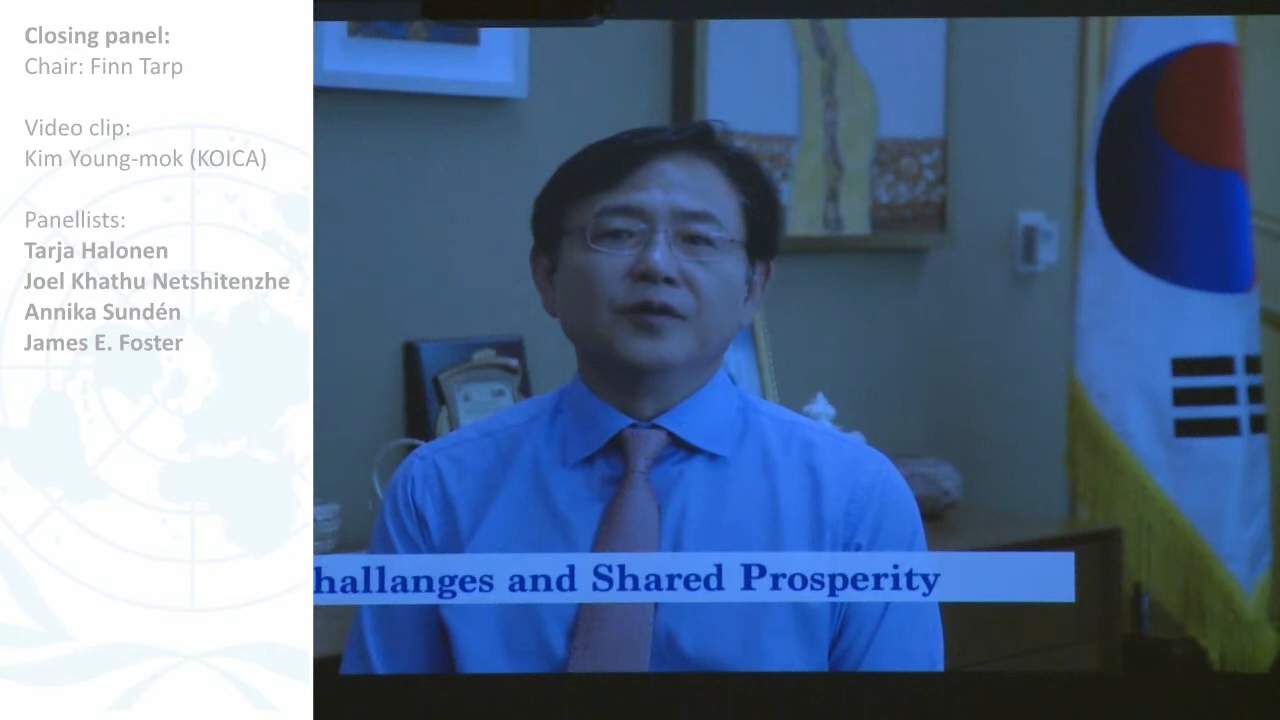 Closing panel:
Chair: Finn Tarp
Video clip:
Kim Young-mok (KOICA)
Panellists:
Tarja Halonen
Joel Khathu Netshitenzhe
Annika Sundén
James E. Foster
hallanges and Shared Prosperity